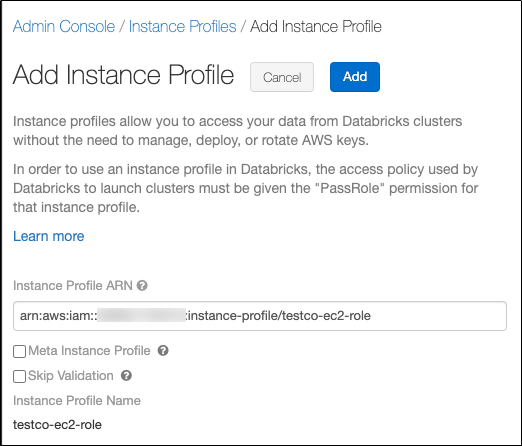 Admin Console / Instance Profiles / Add Instance Profile
Add Instance Profile Cancel Add
Instance profiles allow you to access your data from Databricks clusters
without the need to manage, deploy, or rotate AWS keys.
In order to use an instance profile in Databricks, the access policy used by
Databricks to launch clusters must be given the "PassRole" permission for
that instance profile.
Learn more
Instance Profile ARN ?
arn:aws:iam:: :instance-profile/testco-ec2-role
Meta Instance Profile ?
Skip Validation ?
Instance Profile Name
testco-ec2-role